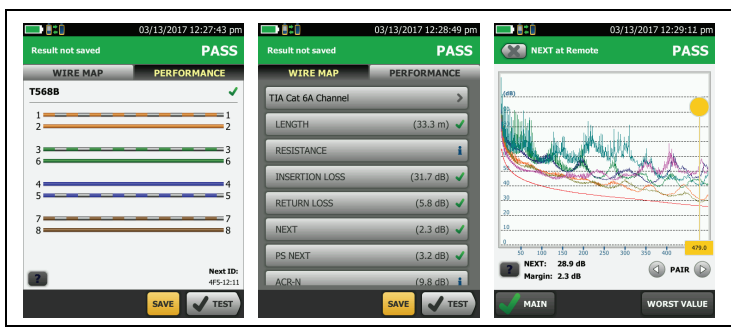 03/13/2017 12:27:43 pm
Result not saved PASS
WIRE MAP PERFORMANCE
T568B
1 1
2 2
3 3
6 6
4 4
5 5
7 7
8 8
?
Next ID:
4F5-12:11
SAVE TEST
03/13/2017 12:28:49 pm
Result not saved PASS
WIRE MAP PERFORMANCE
TIA Cat 6A Channel
LENGTH (33.3 m)
RESISTANCE i
INSERTION LOSS (31.7 dB)
RETURN LOSS (5.8 dB)
NEXT (2.3 dB)
PS NEXT (3.2 dB)
ACR-N (9.8 dB) i
SAVE TEST
03/13/2017 12:29:12 pm
NEXT at Remote PASS
(dB)
40
30
20
10
0
50 100 150 200 250 300 350 400 479.0
? NEXT: 28.9 dB
Margin: 2.3 dB
PAIR
MAIN WORST VALUE